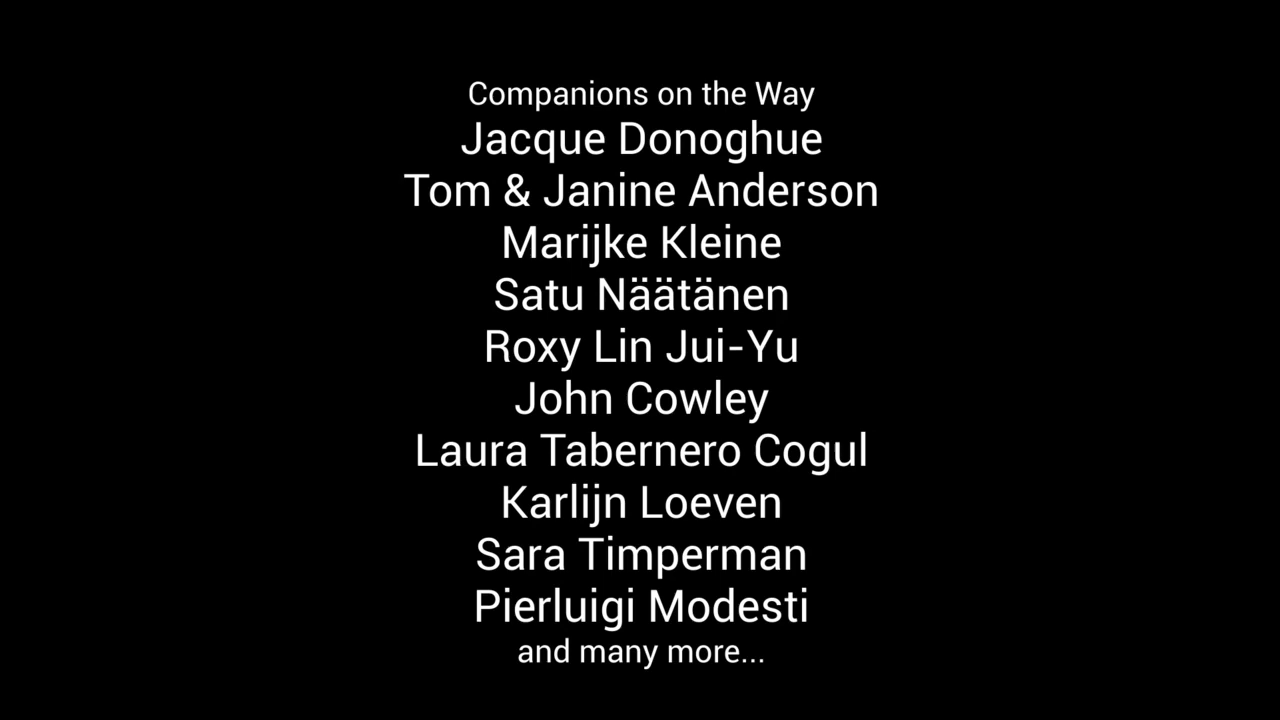 Companions on the Way
Jacque Donoghue
Tom & Janine Anderson
Marijke Kleine
Satu Näätänen
Roxy Lin Jui-Yu
John Cowley
Laura Tabernero Cogul
Karlijn Loeven
Sara Timperman
Pierluigi Modesti
and many more...